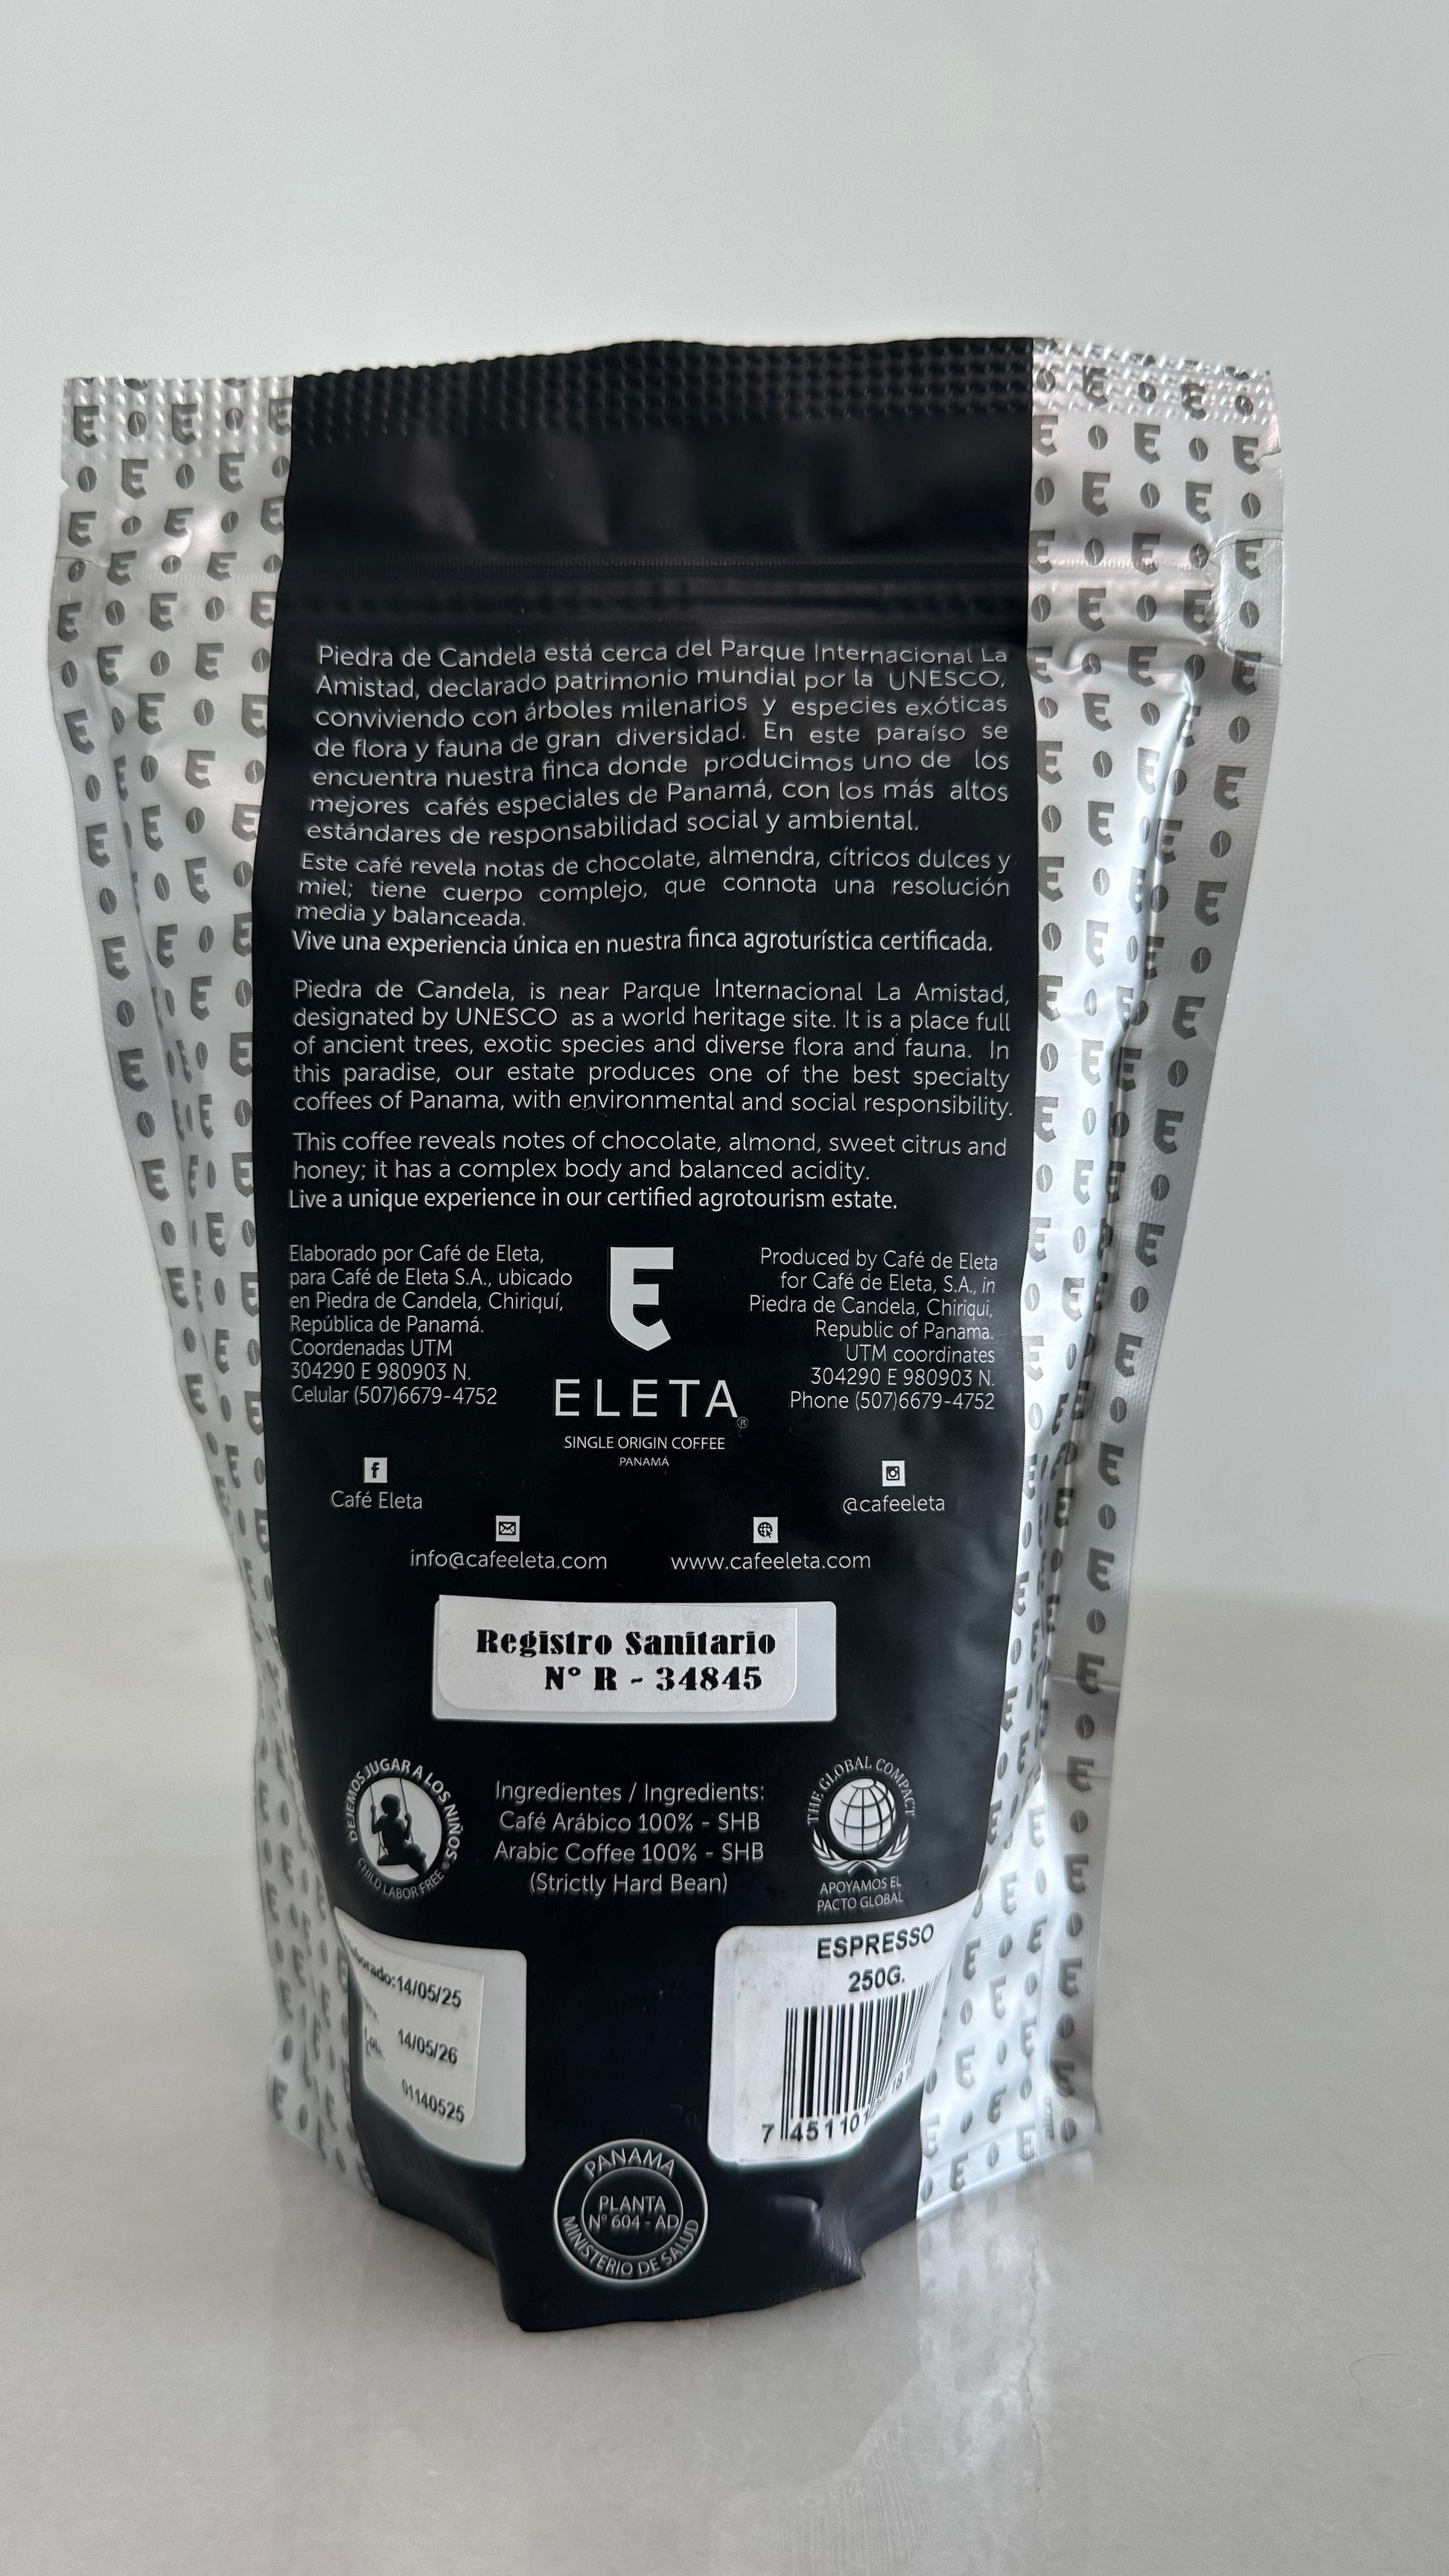 Piedra de Candela está cerca del Parque Internacional La
Amistad, declarado patrimonio mundial por la UNESCO,
conviviendo con árboles milenarios y especies exóticas
de flora y fauna de gran diversidad. En este paraíso se
encuentra nuestra finca donde producimos uno de los
mejores cafés especiales de Panamá, con los más altos
estándares de responsabilidad social y ambiental.
Este café revela notas de chocolate, almendra, cítricos dulces y
miel; tiene cuerpo complejo, que connota una resolución
media y balanceada.
Vive una experiencia única en nuestra finca agroturística certificada.
Piedra de Candela, is near Parque Internacional La Amistad,
designated by UNESCO as a world heritage site. It is a place full
of ancient trees, exotic species and diverse flora and fauna. In
this paradise, our estate produces one of the best specialty
coffees of Panama, with environmental and social responsibility.
This coffee reveals notes of chocolate, almond, sweet citrus and
honey; it has a complex body and balanced acidity.
Live a unique experience in our certified agrotourism estate.
Elaborado por Café de Eleta,
para Café de Eleta S.A., ubicado
en Piedra de Candela, Chiriquí,
República de Panamá.
Coordenadas UTM
304290 E 980903 N.
Celular (507)6679-4752
E
ELETA®
SINGLE ORIGIN COFFEE
PANAMÁ
Produced by Café de Eleta
for Café de Eleta, S.A., in
Piedra de Candela, Chiriqui,
Republic of Panama.
UTM coordinates
304290 E 980903 N.
Phone (507)6679-4752
Café Eleta
@cafeeleta
info@cafeeleta.com
www.cafeeleta.com
Registro Sanitario
N° R - 34845
DEJEMOS JUGAR A LOS NIÑOS
CHILD LABOR FREE ®
Ingredientes / Ingredients:
Café Arábico 100% - SHB
Arabic Coffee 100% - SHB
(Strictly Hard Bean)
THE GLOBAL COMPACT
APOYAMOS EL
PACTO GLOBAL
14/05/25
14/05/26
01140525
ESPRESSO
250G.
7 451101
PANAMA
PLANTA
N° 604 - AD
MINISTERIO DE SALUD